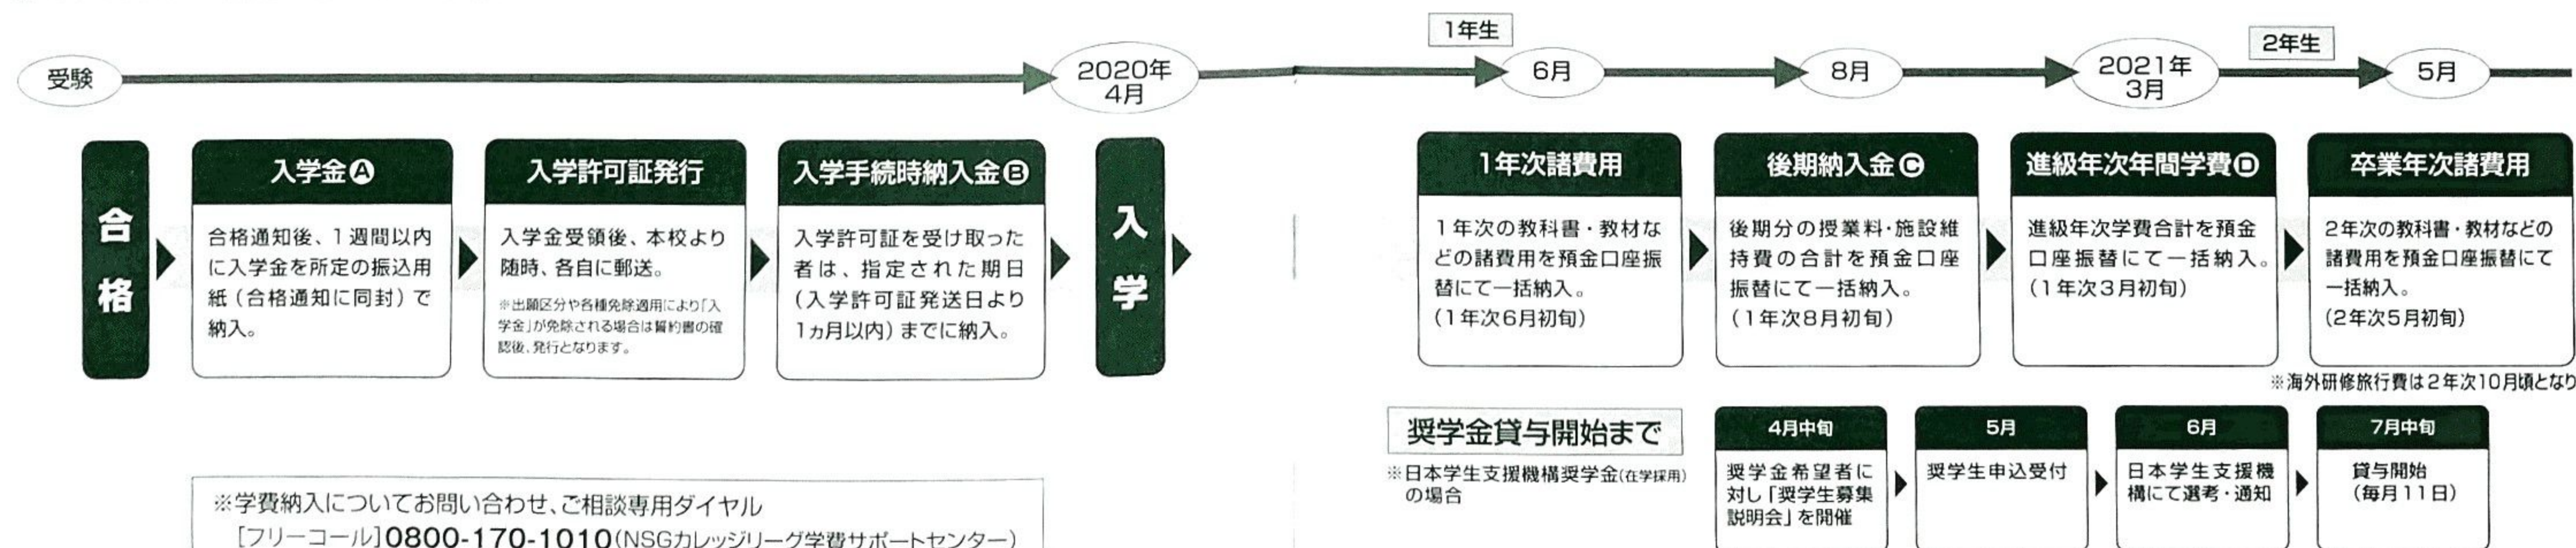 受験
2020年
4月
1年生
6月
8月
2021年
3月
2年生
5月
合格
入学金Ⓐ
合格通知後、1週間以内
に入学金を所定の振込用
紙（合格通知に同封）で
納入。
入学許可証発行
入学金受領後、本校より
随時、各自に郵送。
※出願区分や各種免除適用により「入
学金」が免除される場合は誓約書の確
認後、発行となります。
入学手続時納入金Ⓑ
入学許可証を受け取った
者は、指定された期日
（入学許可証発送日より
1ヵ月以内）までに納入。
入学
1年次諸費用
1年次の教科書・教材な
どの諸費用を預金口座振
替にて一括納入。
（1年次6月初旬）
後期納入金Ⓒ
後期分の授業料・施設維
持費の合計を預金口座
振替にて一括納入。
（1年次8月初旬）
進級年次年間学費Ⓓ
進級年次学費合計を預金
口座振替にて一括納入。
（1年次3月初旬）
卒業年次諸費用
2年次の教科書・教材などの
諸費用を預金口座振替にて
一括納入。
（2年次5月初旬）
※海外研修旅行費は2年次10月頃となり
奨学金貸与開始まで
※日本学生支援機構奨学金（在学採用）
の場合
4月中旬
奨学金希望者に
対し「奨学生募集
説明会」を開催
5月
奨学生申込受付
6月
日本学生支援機
構にて選考・通知
7月中旬
貸与開始
（毎月11日）
※学費納入についてお問い合わせ、ご相談専用ダイヤル
［フリーコール］0800-170-1010（NSGカレッジリーグ学費サポートセンター）